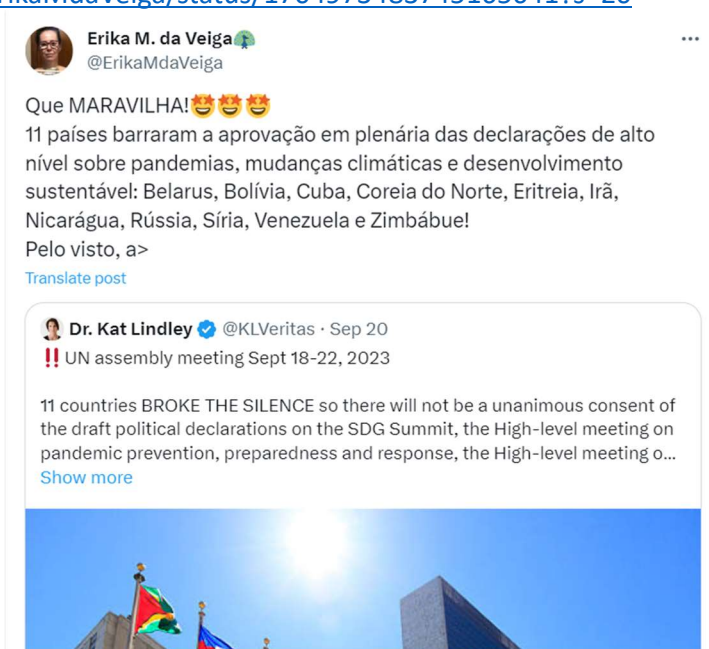 Erika M. da Veiga
@ErikaMdaVeiga
Que MARAVILHA!🤩🤩🤩
11 países barraram a aprovação em plenária das declarações de alto
nível sobre pandemias, mudanças climáticas e desenvolvimento
sustentável: Belarus, Bolívia, Cuba, Coreia do Norte, Eritreia, Irã,
Nicarágua, Rússia, Síria, Venezuela e Zimbábue!
Pelo visto, a>
Translate post
Dr. Kat Lindley @KLVeritas · Sep 20
‼️UN assembly meeting Sept 18-22, 2023
11 countries BROKE THE SILENCE so there will not be a unanimous consent of
the draft political declarations on the SDG Summit, the High-level meeting on
pandemic prevention, preparedness and response, the High-level meeting o...
Show more